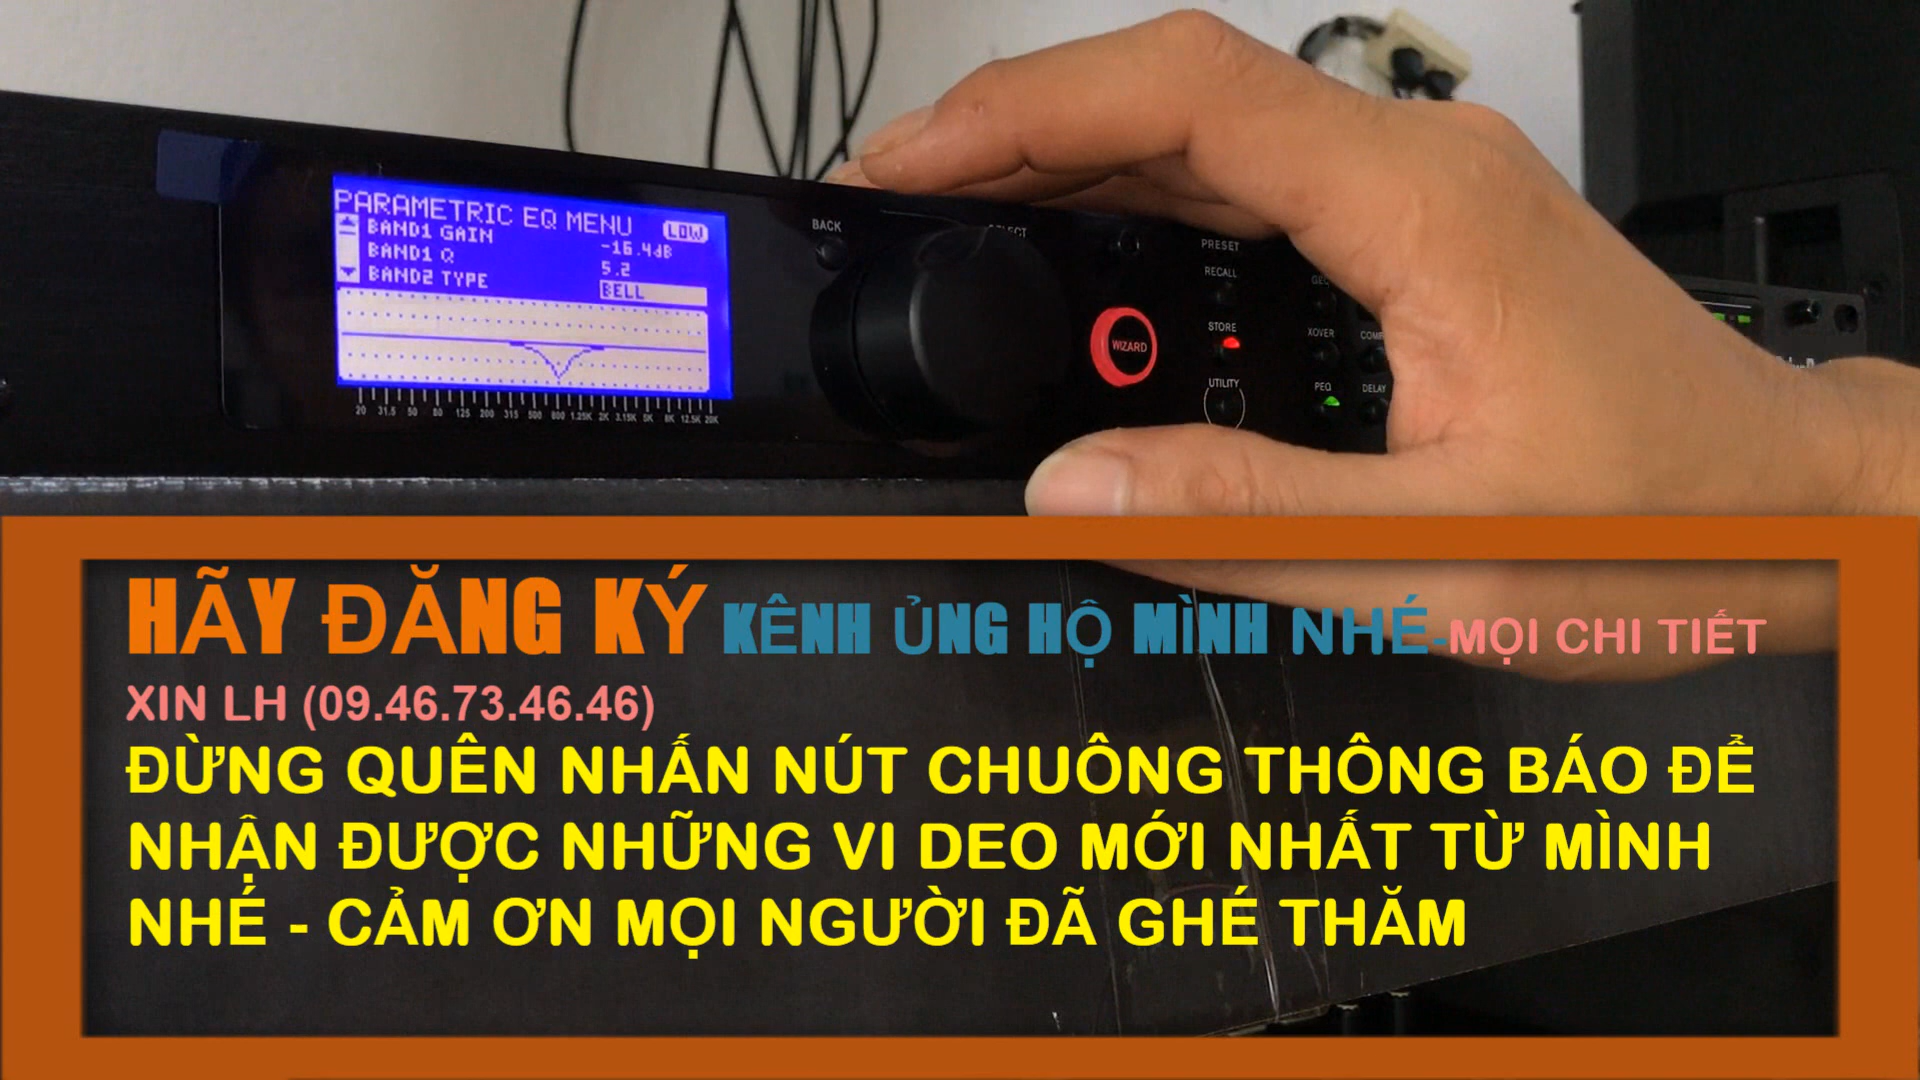 PARAMETRIC EQ MENU LOW
BAND1 GAIN -16.4dB
BAND1 Q 5.2
BAND2 TYPE BELL
20 31.5 50 80 125 200 315 500 800 1.25K 2K 3.15K 5K 8K 12.5K 20K
BACK
SELECT
WIZARD
PRESET
RECALL
STORE
UTILITY
XOVER
PEQ DELAY
HÃY ĐĂNG KÝ KÊNH ỦNG HỘ MÌNH NHÉ-MỌI CHI TIẾT
XIN LH (09.46.73.46.46)
ĐỪNG QUÊN NHẤN NÚT CHUÔNG THÔNG BÁO ĐỂ
NHẬN ĐƯỢC NHỮNG VI DEO MỚI NHẤT TỪ MÌNH
NHÉ - CẢM ƠN MỌI NGƯỜI ĐÃ GHÉ THĂM